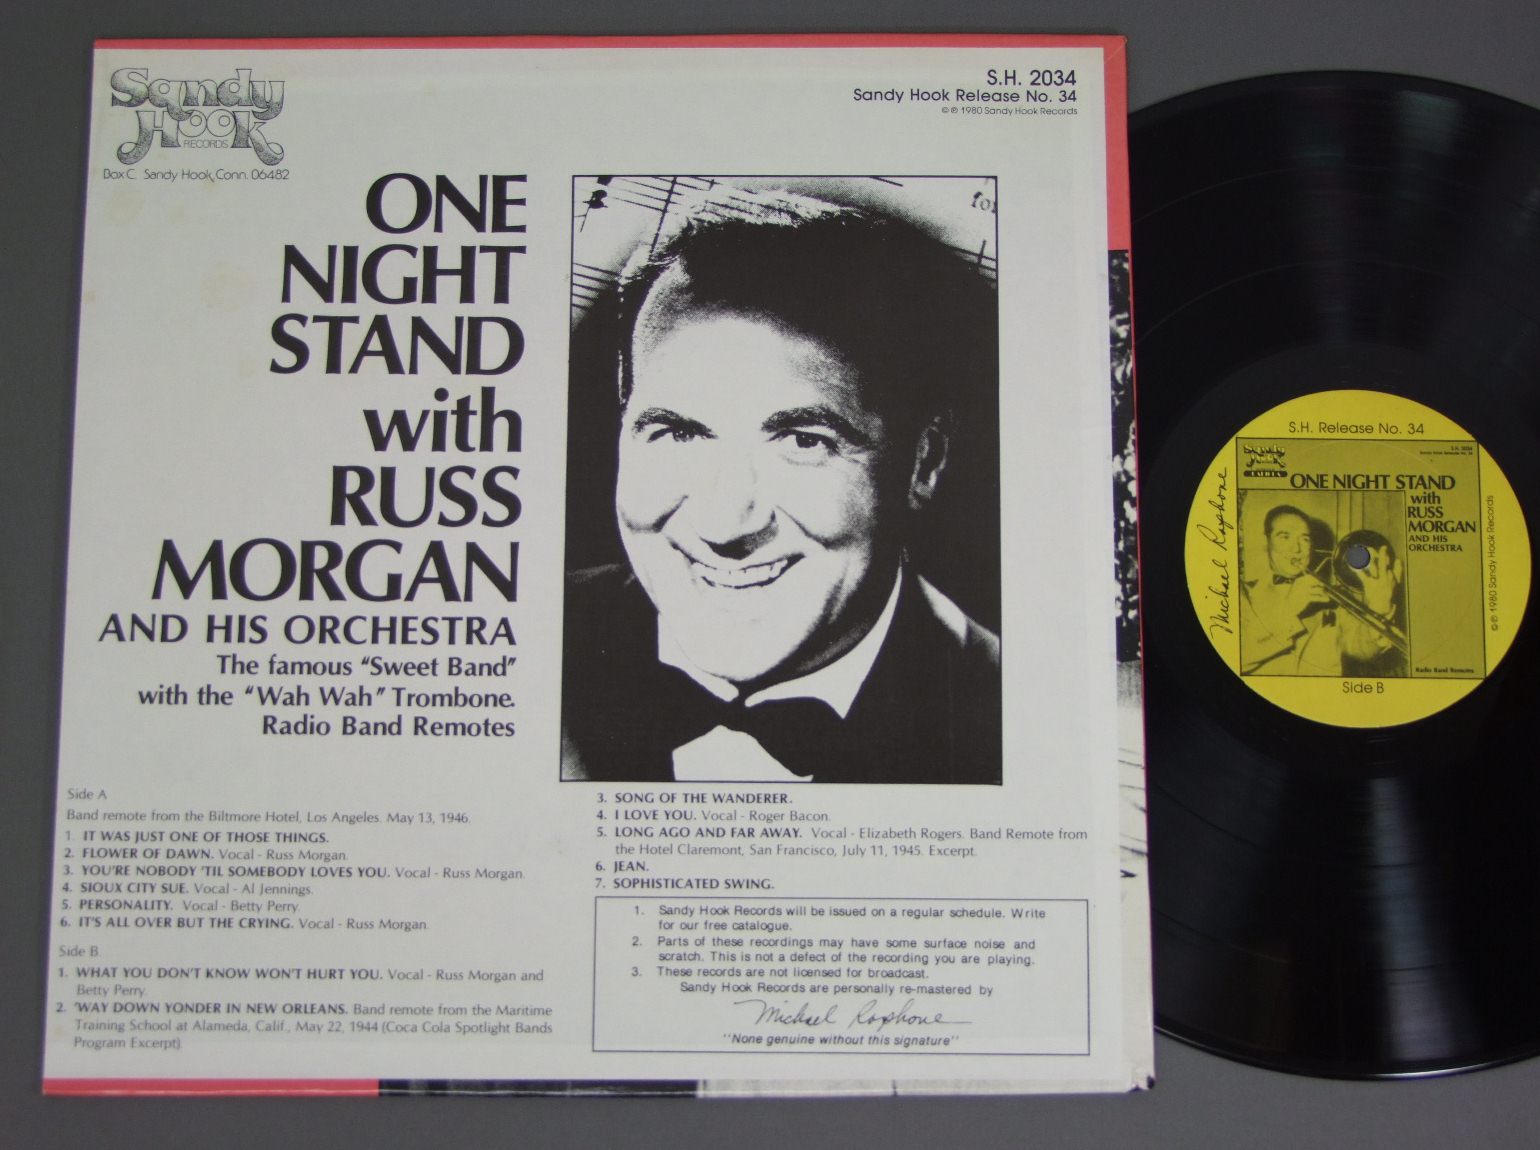 Sandy
Hook
RECORDS
Box C. Sandy Hook, Conn. 06482
S.H. 2034
Sandy Hook Release No. 34
©℗ 1980 Sandy Hook Records
ONE
NIGHT
STAND
with
RUSS
MORGAN
AND HIS ORCHESTRA
The famous "Sweet Band"
with the "Wah Wah" Trombone.
Radio Band Remotes
for
Side A
Band remote from the Biltmore Hotel, Los Angeles. May 13, 1946.
1. IT WAS JUST ONE OF THOSE THINGS.
2. FLOWER OF DAWN. Vocal - Russ Morgan.
3. YOU'RE NOBODY 'TIL SOMEBODY LOVES YOU. Vocal - Russ Morgan.
4. SIOUX CITY SUE. Vocal - Al Jennings.
5. PERSONALITY. Vocal - Betty Perry.
6. IT'S ALL OVER BUT THE CRYING. Vocal - Russ Morgan.
Side B
1. WHAT YOU DON'T KNOW WON'T HURT YOU. Vocal - Russ Morgan and
Betty Perry.
2. 'WAY DOWN YONDER IN NEW ORLEANS. Band remote from the Maritime
Training School at Alameda, Calif., May 22, 1944 (Coca Cola Spotlight Bands
Program Excerpt).
3. SONG OF THE WANDERER.
4. I LOVE YOU. Vocal - Roger Bacon.
5. LONG AGO AND FAR AWAY. Vocal - Elizabeth Rogers. Band Remote from
the Hotel Claremont, San Francisco, July 11, 1945. Excerpt.
6. JEAN.
7. SOPHISTICATED SWING.
1. Sandy Hook Records will be issued on a regular schedule. Write
for our free catalogue.
2. Parts of these recordings may have some surface noise and
scratch. This is not a defect of the recording you are playing.
3. These records are not licensed for broadcast.
Sandy Hook Records are personally re-mastered by
Michael Raphone
"None genuine without this signature"
S.H. Release No. 34
Sandy
Hook
S.H. 2034
Sandy Hook Release No. 34
ONE NIGHT STAND
with
RUSS
MORGAN
AND HIS
ORCHESTRA
Radio Band Remotes
Michael Raphone
©℗ 1980 Sandy Hook Records
Side B